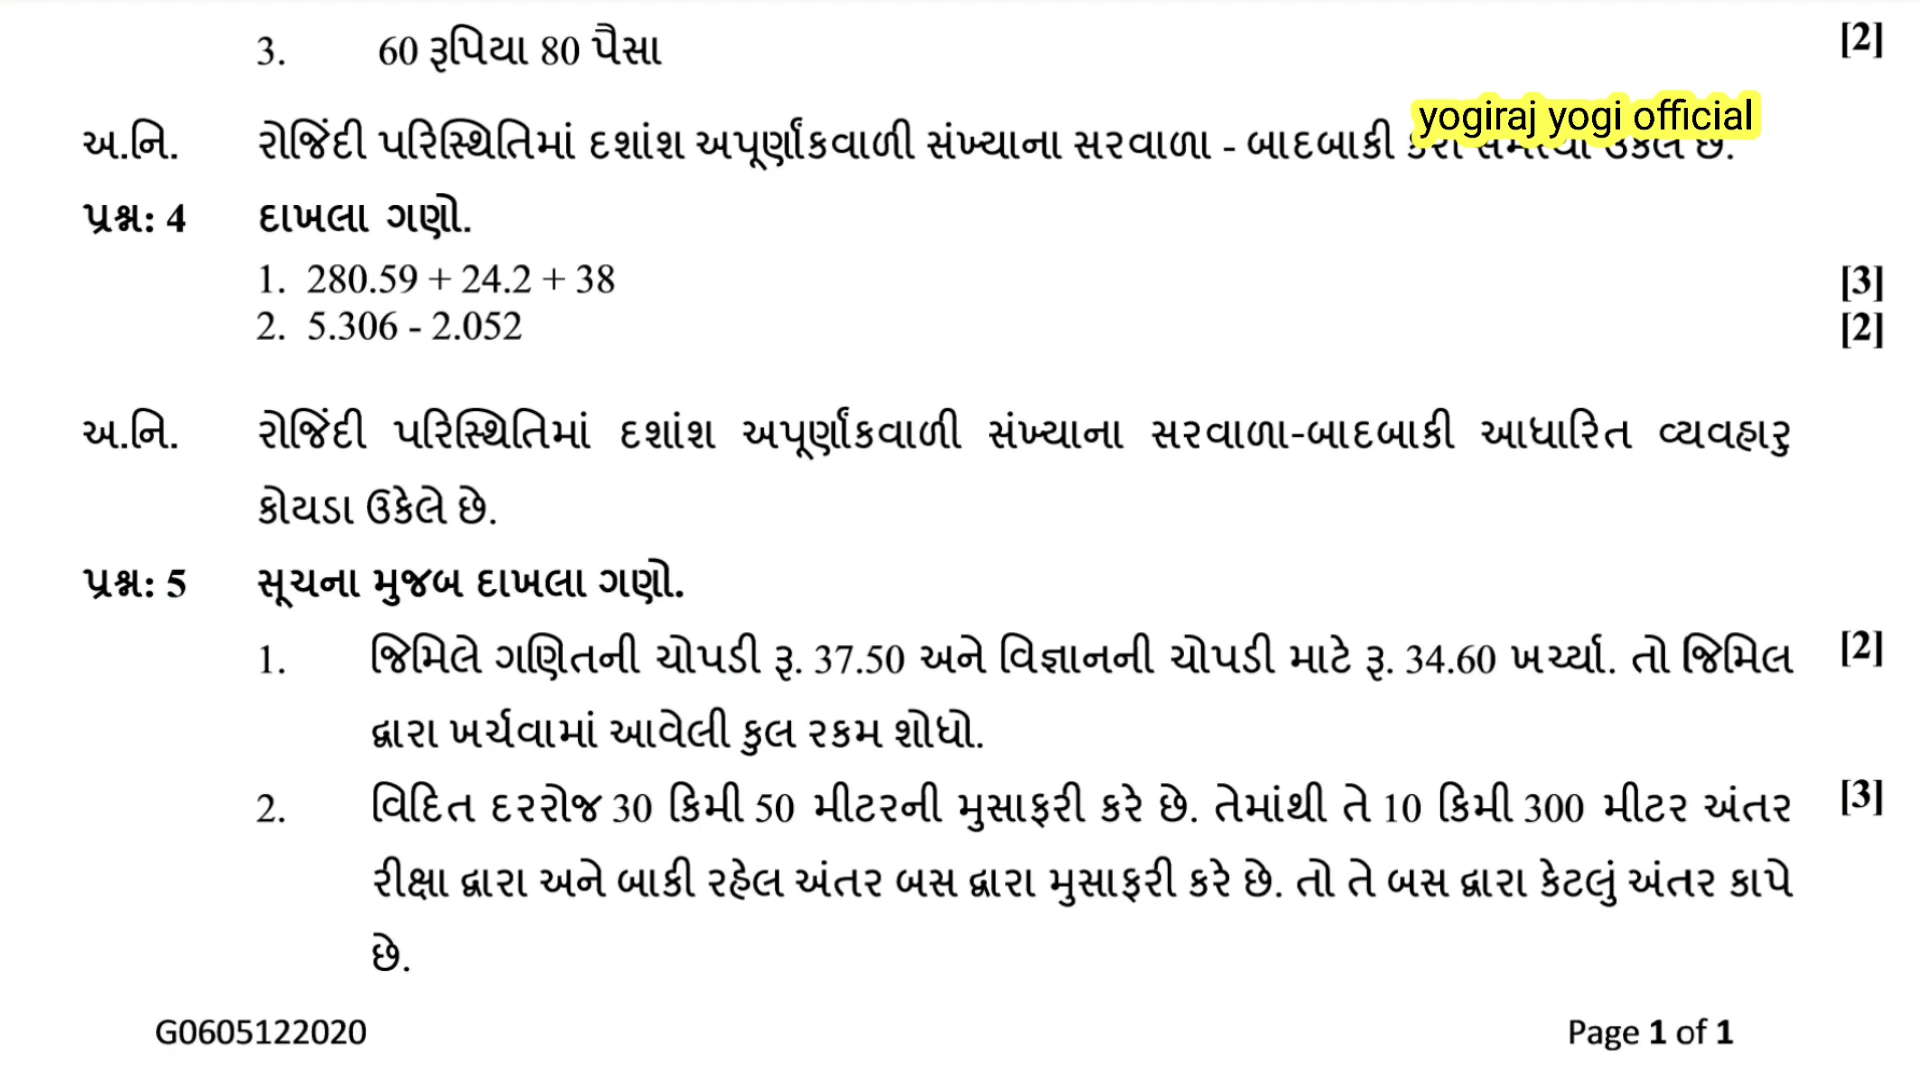 3. 60 રૂપિયા 80 પૈસા [2]
yogiraj yogi official
અ.નિ. રોજિંદી પરિસ્થિતિમાં દશાંશ અપૂર્ણાંકવાળી સંખ્યાના સરવાળા - બાદબાકી
પ્રશ્ન: 4 દાખલા ગણો.
1. 280.59 + 24.2 + 38 [3]
2. 5.306 - 2.052 [2]
અ.નિ. રોજિંદી પરિસ્થિતિમાં દશાંશ અપૂર્ણાંકવાળી સંખ્યાના સરવાળા-બાદબાકી આધારિત વ્યવહારુ
કોયડા ઉકેલે છે.
પ્રશ્ન: 5 સૂચના મુજબ દાખલા ગણો.
1. જિમિલે ગણિતની ચોપડી રૂ. 37.50 અને વિજ્ઞાનની ચોપડી માટે રૂ. 34.60 ખર્ચ્યા. તો જિમિલ [2]
દ્વારા ખર્ચવામાં આવેલી કુલ રકમ શોધો.
2. વિદિત દરરોજ 30 કિમી 50 મીટરની મુસાફરી કરે છે. તેમાંથી તે 10 કિમી 300 મીટર અંતર [3]
રીક્ષા દ્વારા અને બાકી રહેલ અંતર બસ દ્વારા મુસાફરી કરે છે. તો તે બસ દ્વારા કેટલું અંતર કાપે
છે.
G0605122020 Page 1 of 1